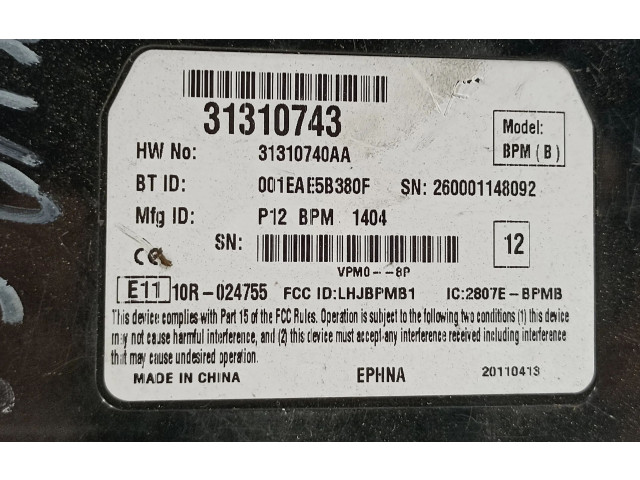 31310743
Model:
BPM (B)
HW No: 31310740AA
BT ID: 001EAE5B380F SN: 260001148092
Mfg ID: P12 BPM 1404
SN:
12
VPM0--8P
CE
E11 10R-024755 FCC ID:LHJBPMB1 IC:2807E-BPMB
This device complies with Part 15 of the FCC Rules. Operation is subject to the following two conditions (1) this device
may not cause harmful interference, and (2) this device must accept any interference received including interference
that may cause undesired operation.
MADE IN CHINA EPHNA 20110413